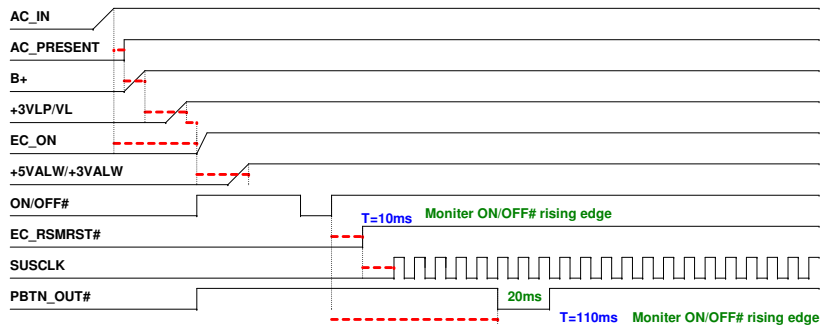 AC_IN
AC_PRESENT
B+
+3VLP/VL
EC_ON
+5VALW/+3VALW
ON/OFF#
T=10ms Moniter ON/OFF# rising edge
EC_RSMRST#
SUSCLK
PBTN_OUT# 20ms
T=110ms Moniter ON/OFF# rising edge